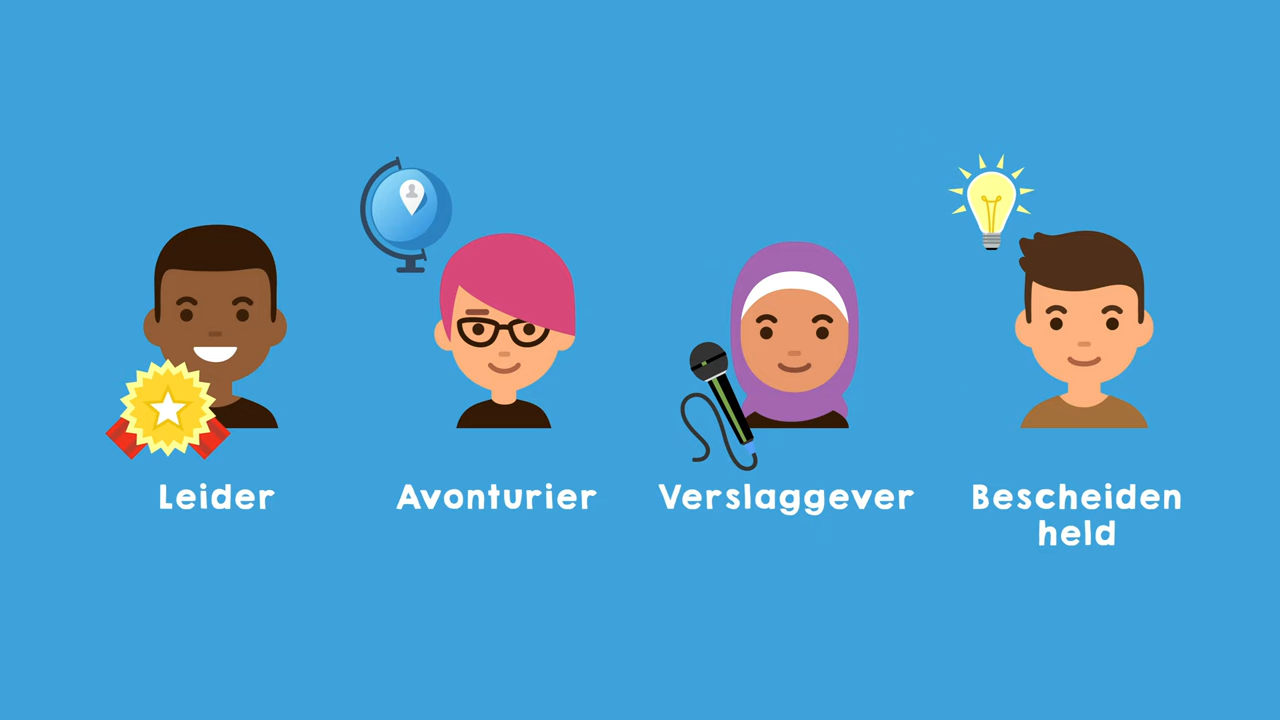 Leider
Avonturier
Verslaggever
Bescheiden
held